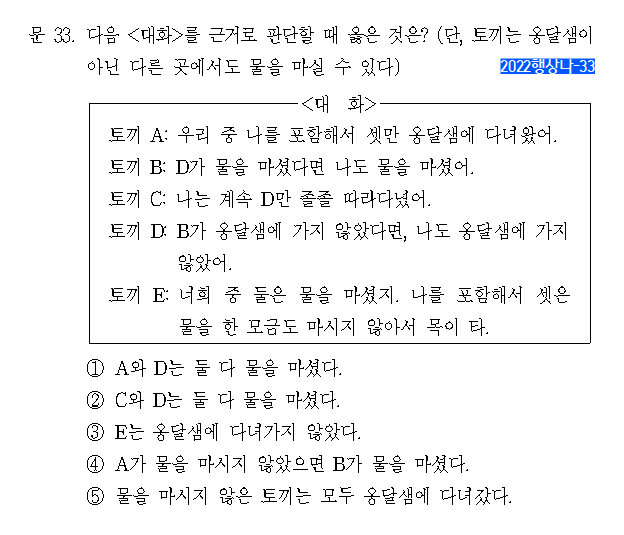 문 33. 다음 <대화>를 근거로 판단할 때 옳은 것은? (단, 토끼는 옹달샘이
아닌 다른 곳에서도 물을 마실 수 있다)
2022행상나-33
<대 화>
토끼 A: 우리 중 나를 포함해서 셋만 옹달샘에 다녀왔어.
토끼 B: D가 물을 마셨다면 나도 물을 마셨어.
토끼 C: 나는 계속 D만 졸졸 따라다녔어.
토끼 D: B가 옹달샘에 가지 않았다면, 나도 옹달샘에 가지
않았어.
토끼 E: 너희 중 둘은 물을 마셨지. 나를 포함해서 셋은
물을 한 모금도 마시지 않아서 목이 타.
① A와 D는 둘 다 물을 마셨다.
② C와 D는 둘 다 물을 마셨다.
③ E는 옹달샘에 다녀가지 않았다.
④ A가 물을 마시지 않았으면 B가 물을 마셨다.
⑤ 물을 마시지 않은 토끼는 모두 옹달샘에 다녀갔다.